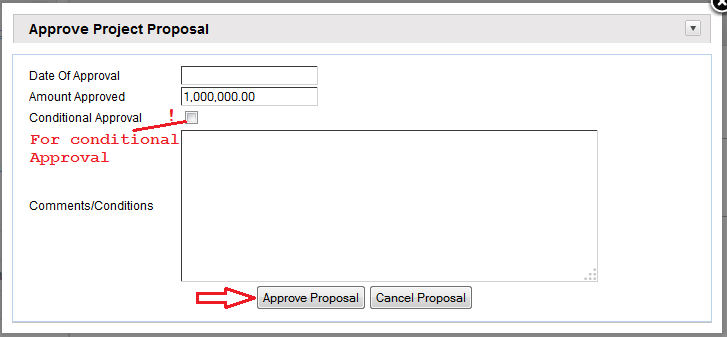 Approve Project Proposal
Date Of Approval
Amount Approved 1,000,000.00
Conditional Approval !
For conditional
Approval
Comments/Conditions
Approve Proposal Cancel Proposal